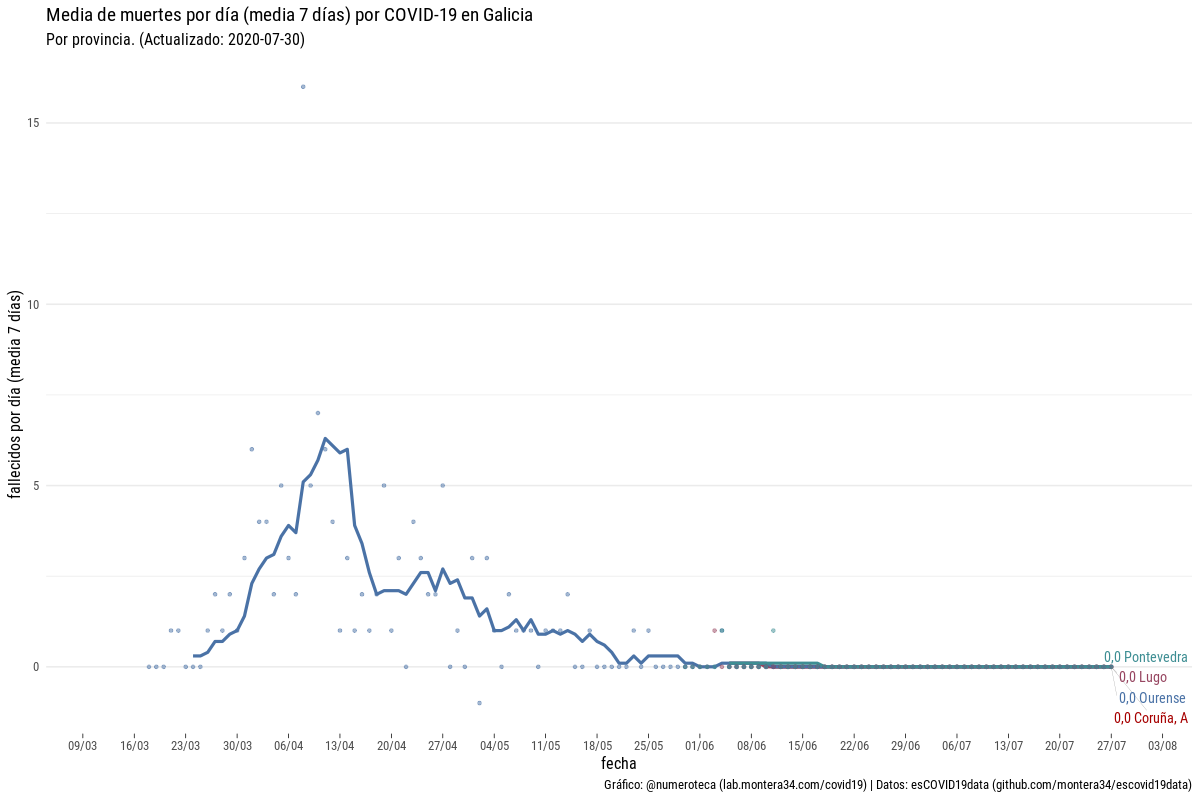 Media de muertes por día (media 7 días) por COVID-19 en Galicia
Por provincia. (Actualizado: 2020-07-30)
fallecidos por día (media 7 días)
15
10
5
0
0,0 Pontevedra
0,0 Lugo
0,0 Ourense
0,0 Coruña, A
09/03 16/03 23/03 30/03 06/04 13/04 20/04 27/04 04/05 11/05 18/05 25/05 01/06 08/06 15/06 22/06 29/06 06/07 13/07 20/07 27/07 03/08
fecha
Gráfico: @numeroteca (lab.montera34.com/covid19) | Datos: esCOVID19data (github.com/montera34/escovid19data)